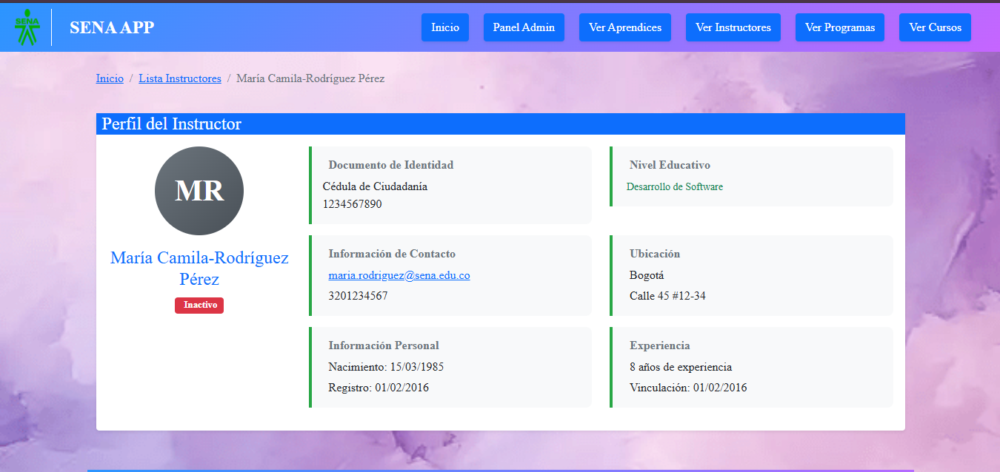 SENA
SENA APP
Inicio
Panel Admin
Ver Aprendices
Ver Instructores
Ver Programas
Ver Cursos
Inicio / Lista Instructores / María Camila-Rodríguez Pérez
Perfil del Instructor
MR
María Camila-Rodríguez
Pérez
Inactivo
Documento de Identidad
Cédula de Ciudadanía
1234567890
Nivel Educativo
Desarrollo de Software
Información de Contacto
maria.rodriguez@sena.edu.co
3201234567
Ubicación
Bogotá
Calle 45 #12-34
Información Personal
Nacimiento: 15/03/1985
Registro: 01/02/2016
Experiencia
8 años de experiencia
Vinculación: 01/02/2016